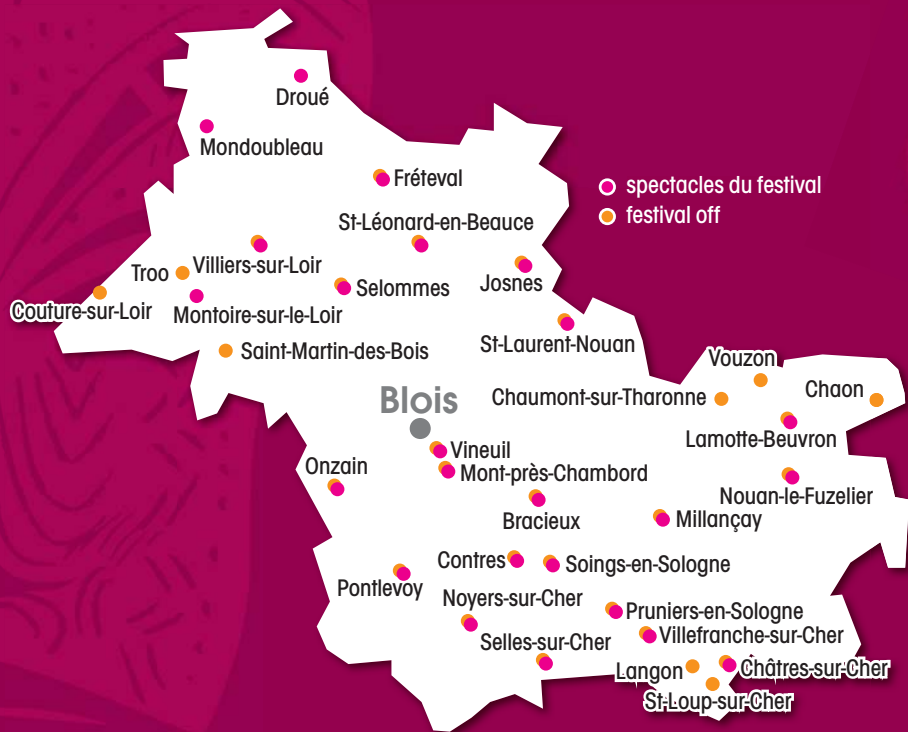 Droué
Mondoubleau
Fréteval
spectacles du festival
festival off
St-Léonard-en-Beauce
Villiers-sur-Loir
Troo
Selommes
Josnes
Couture-sur-Loir
Montoire-sur-le-Loir
St-Laurent-Nouan
Saint-Martin-des-Bois
Vouzon
Chaon
Blois
Chaumont-sur-Tharonne
Lamotte-Beuvron
Vineuil
Onzain
Mont-près-Chambord
Nouan-le-Fuzelier
Bracieux
Millançay
Contres
Soings-en-Sologne
Pontlevoy
Noyers-sur-Cher
Pruniers-en-Sologne
Villefranche-sur-Cher
Selles-sur-Cher
Langon
Châtres-sur-Cher
St-Loup-sur-Cher